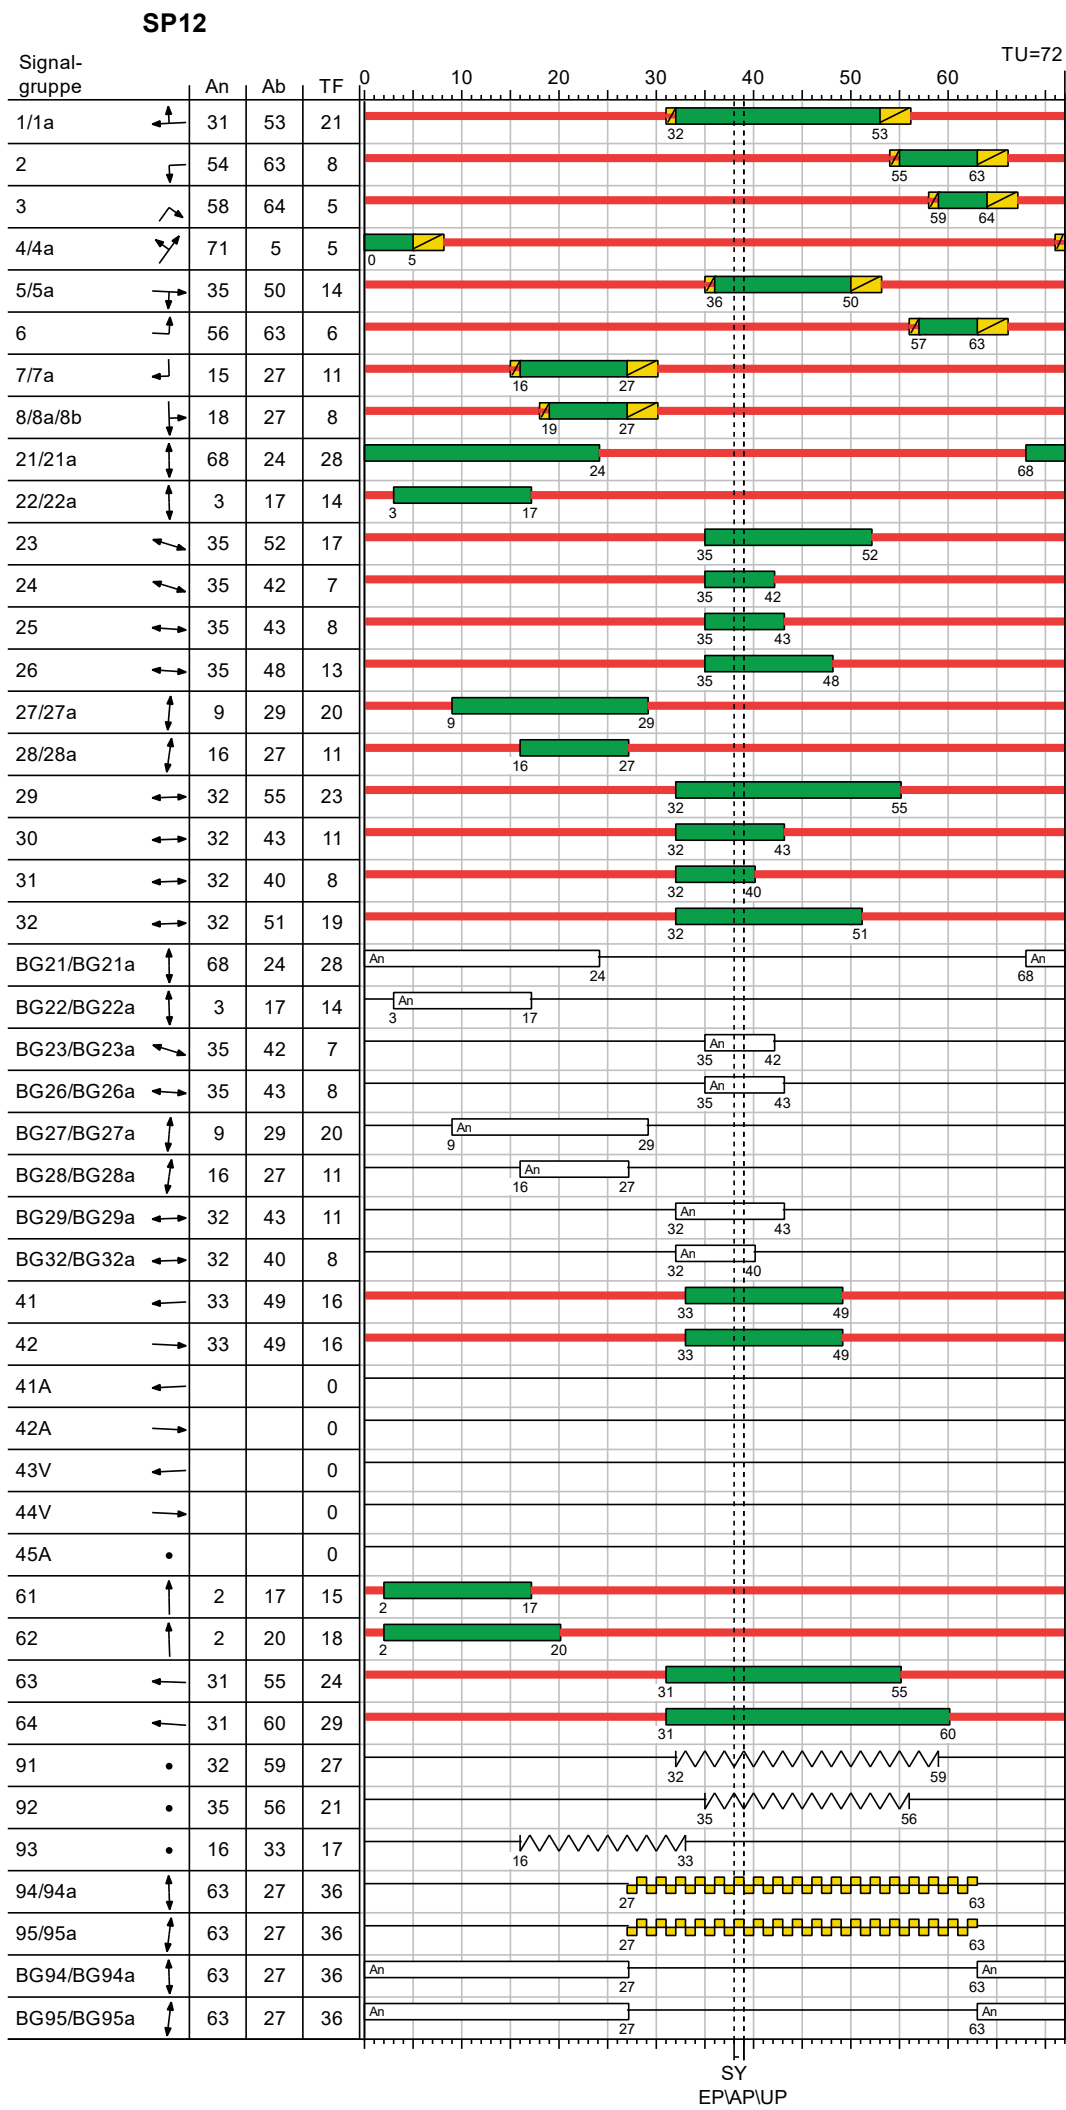 SP12
TU=72
Signal-
gruppe An Ab TF 0 10 20 30 40 50 60
1/1a 31 53 21
32 53
2 54 63 8
55 63
3 58 64 5
59 64
4/4a 71 5 5
0 5
5/5a 35 50 14
36 50
6 56 63 6
57 63
7/7a 15 27 11
16 27
8/8a/8b 18 27 8
19 27
21/21a 68 24 28
24 68
22/22a 3 17 14
3 17
23 35 52 17
35 52
24 35 42 7
35 42
25 35 43 8
35 43
26 35 48 13
35 48
27/27a 9 29 20
9 29
28/28a 16 27 11
16 27
29 32 55 23
32 55
30 32 43 11
32 43
31 32 40 8
32 40
32 32 51 19
32 51
BG21/BG21a 68 24 28 An An
24 68
BG22/BG22a 3 17 14 An
3 17
BG23/BG23a 35 42 7 An
35 42
BG26/BG26a 35 43 8 An
35 43
BG27/BG27a 9 29 20 An
9 29
BG28/BG28a 16 27 11 An
16 27
BG29/BG29a 32 43 11 An
32 43
BG32/BG32a 32 40 8 An
32 40
41 33 49 16
33 49
42 33 49 16
33 49
41A 0
42A 0
43V 0
44V 0
45A 0
61 2 17 15
2 17
62 2 20 18
2 20
63 31 55 24
31 55
64 31 60 29
31 60
91 32 59 27
32 59
92 35 56 21
35 56
93 16 33 17
16 33
94/94a 63 27 36
27 63
95/95a 63 27 36
27 63
BG94/BG94a 63 27 36 An An
27 63
BG95/BG95a 63 27 36 An An
27 63
SY
EP\AP\UP